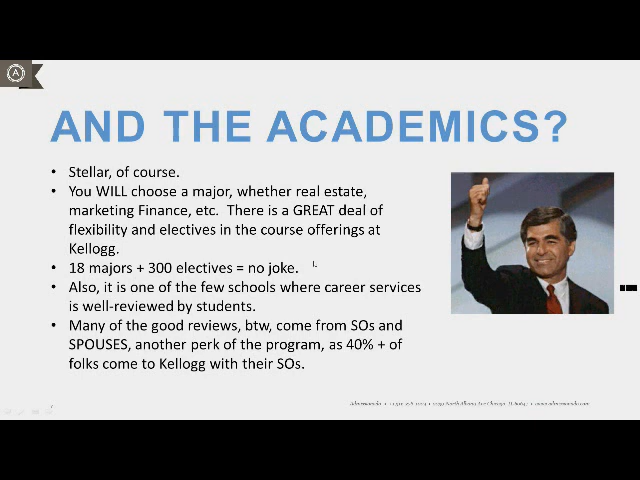 A
AND THE ACADEMICS?
• Stellar, of course.
• You WILL choose a major, whether real estate,
marketing Finance, etc. There is a GREAT deal of
flexibility and electives in the course offerings at
Kellogg.
• 18 majors + 300 electives = no joke.
• Also, it is one of the few schools where career services
is well-reviewed by students.
• Many of the good reviews, btw, come from SOs and
SPOUSES, another perk of the program, as 40% + of
folks come to Kellogg with their SOs.